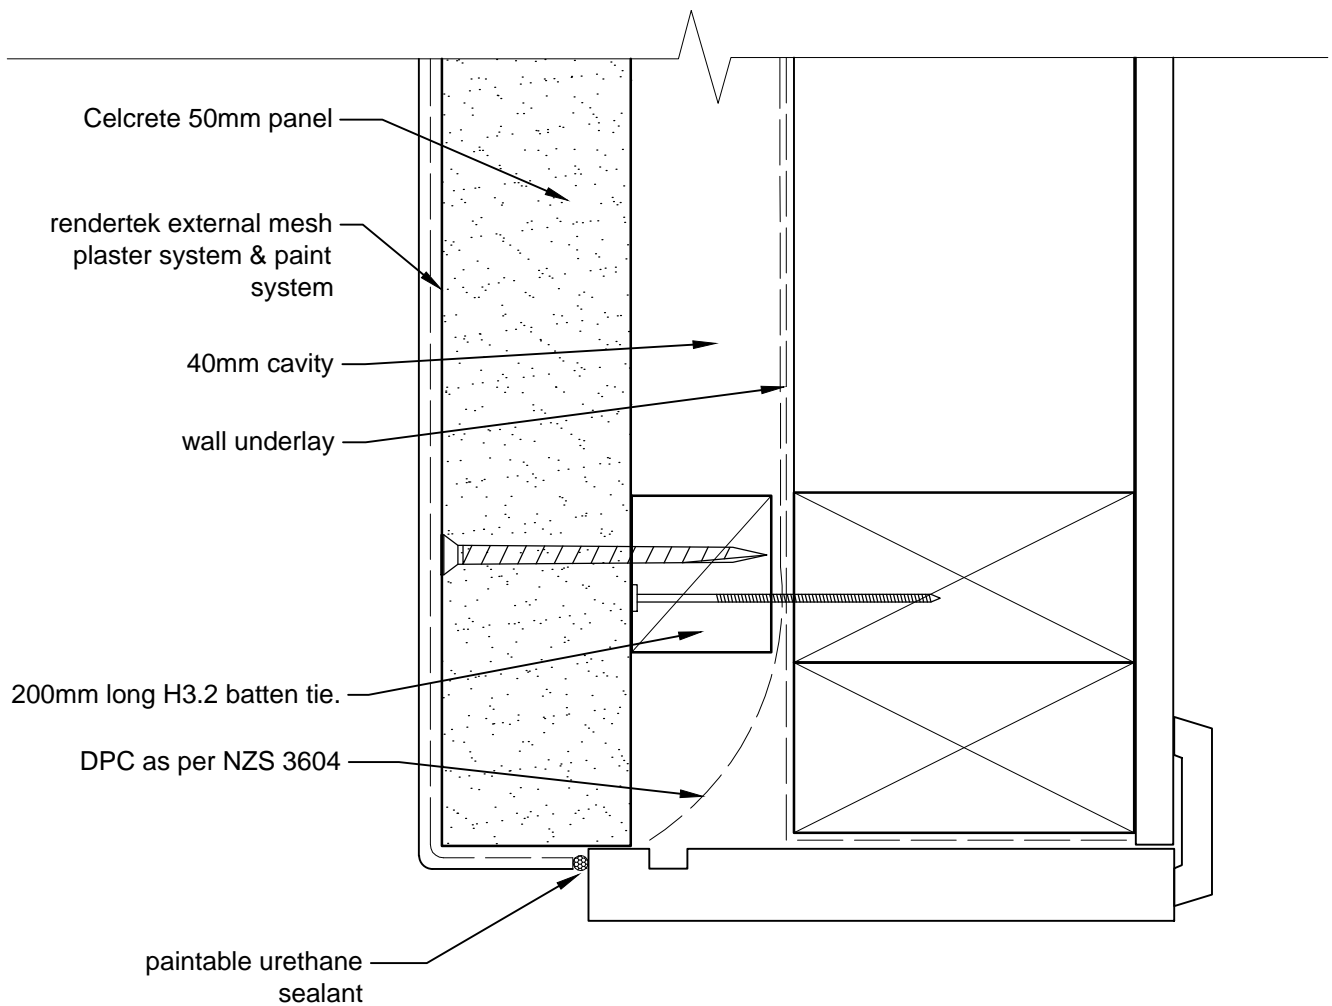 Celcrete 50mm panel
rendertek external mesh
plaster system & paint
system
40mm cavity
wall underlay
200mm long H3.2 batten tie.
DPC as per NZS 3604
paintable urethane
sealant